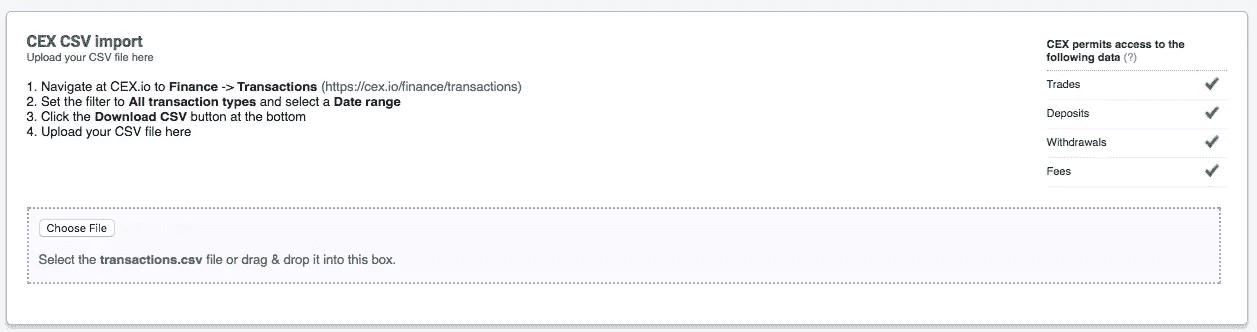 CEX CSV import
Upload your CSV file here
1. Navigate at CEX.io to Finance -> Transactions (https://cex.io/finance/transactions)
2. Set the filter to All transaction types and select a Date range
3. Click the Download CSV button at the bottom
4. Upload your CSV file here
CEX permits access to the
following data (?)
Trades
Deposits
Withdrawals
Fees
Choose File
Select the transactions.csv file or drag & drop it into this box.